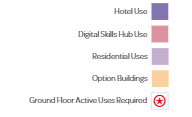 Hotel Use
Digital Skills Hub Use
Residential Uses
Option Buildings
Ground Floor Active Uses Required